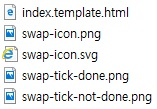 index.template.html
swap-icon.png
swap-icon.svg
swap-tick-done.png
swap-tick-not-done.png